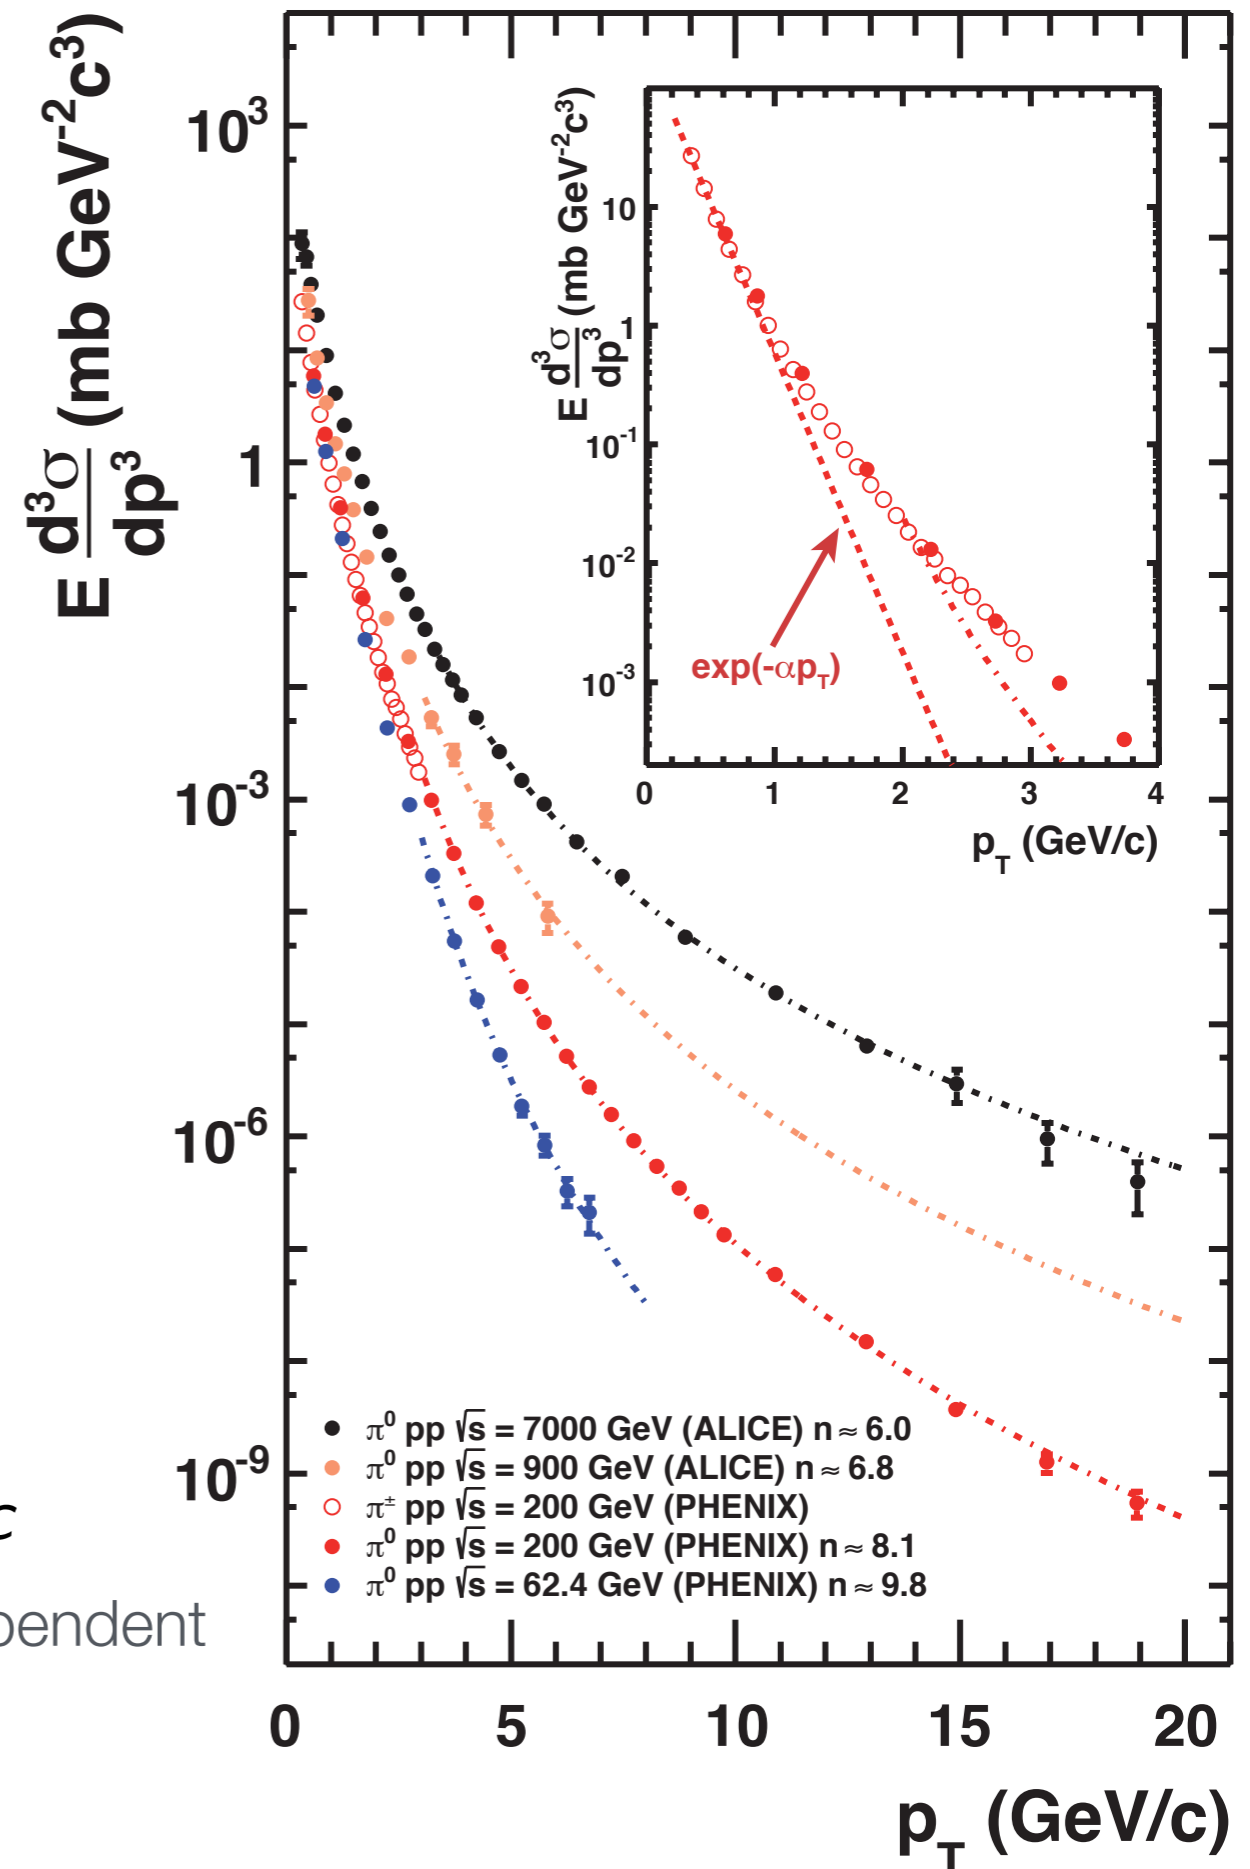 E d³σ/dp³ (mb GeV⁻²c³)
10³
1
10⁻³
10⁻⁶
10⁻⁹
E d³σ/dp³ (mb GeV⁻²c³)
10
1
10⁻¹
10⁻²
10⁻³
exp(-αp_T)
0 1 2 3 4
p_T (GeV/c)
π⁰ pp √s = 7000 GeV (ALICE) n ≈ 6.0
π⁰ pp √s = 900 GeV (ALICE) n ≈ 6.8
π± pp √s = 200 GeV (PHENIX)
π⁰ pp √s = 200 GeV (PHENIX) n ≈ 8.1
π⁰ pp √s = 62.4 GeV (PHENIX) n ≈ 9.8
c
pendent
0 5 10 15 20
p_T (GeV/c)